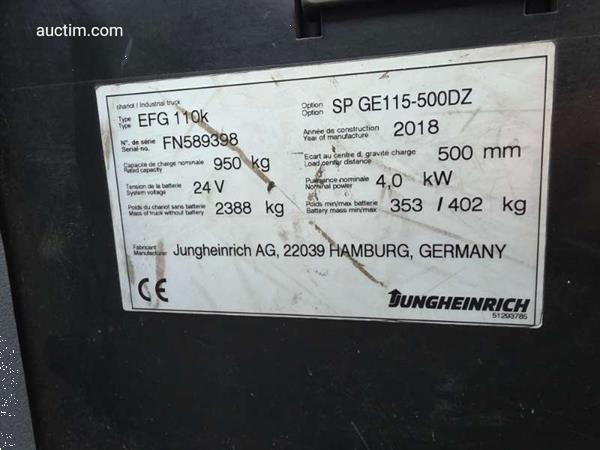 auctim.com
chariot / Industrial truck
Type EFG 110k Option SP GE115-500DZ
Type Option
N°. de série FN589398 Année de construction 2018
Serial-no. Year of manufacture
Capacité de charge nominale 950 kg Ecart au centre d. gravité charge 500 mm
Rated capacity Load center distance
Tension de la batterie 24 V Puissance nominale 4,0 kW
System voltage Nominal power
Poids du chariot sans batterie 2388 kg Poids min/max batterie 353 / 402 kg
Mass of truck without battery Battery mass min/max
Fabricant Jungheinrich AG, 22039 HAMBURG, GERMANY
Manufacturer
CE JUNGHEINRICH
51293785